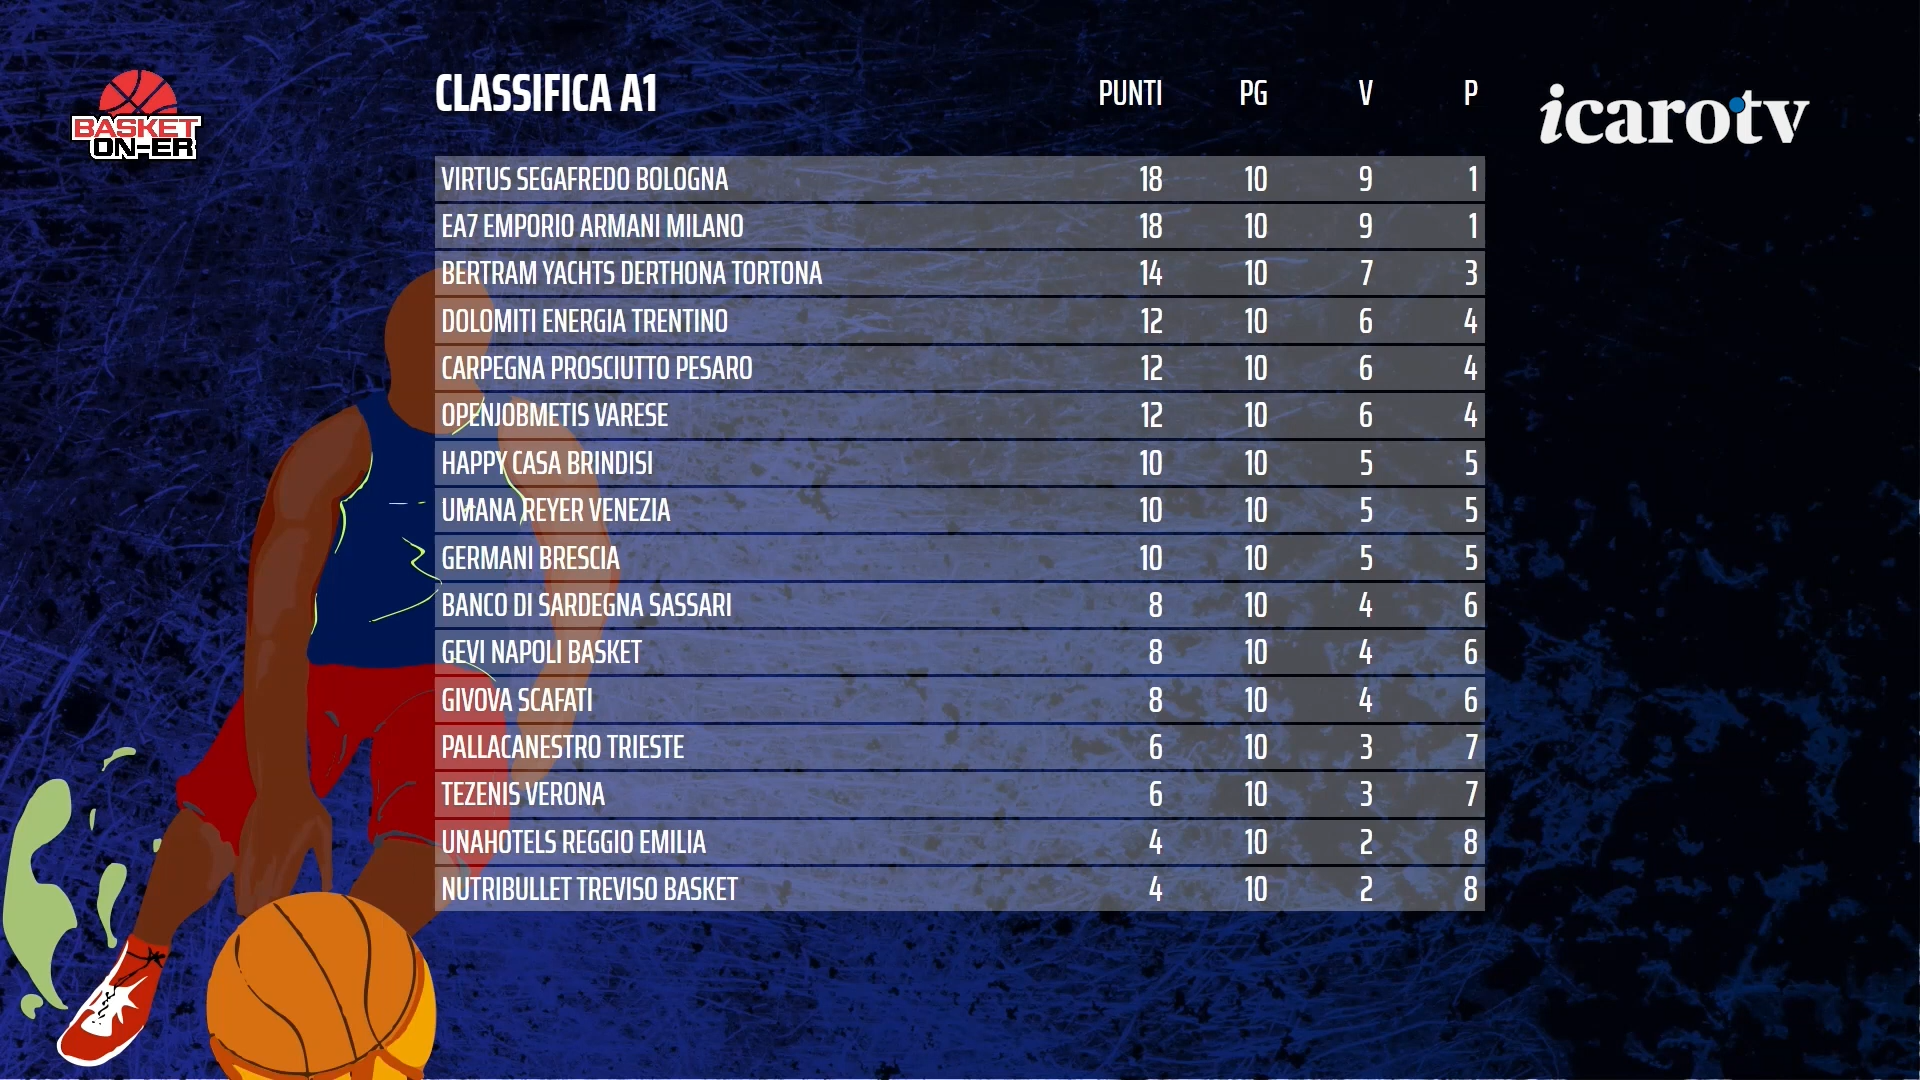 BASKET
ON-ER
CLASSIFICA A1 PUNTI PG V P
icarotv
VIRTUS SEGAFREDO BOLOGNA 18 10 9 1
EA7 EMPORIO ARMANI MILANO 18 10 9 1
BERTRAM YACHTS DERTHONA TORTONA 14 10 7 3
DOLOMITI ENERGIA TRENTINO 12 10 6 4
CARPEGNA PROSCIUTTO PESARO 12 10 6 4
OPENJOBMETIS VARESE 12 10 6 4
HAPPY CASA BRINDISI 10 10 5 5
UMANA REYER VENEZIA 10 10 5 5
GERMANI BRESCIA 10 10 5 5
BANCO DI SARDEGNA SASSARI 8 10 4 6
GEVI NAPOLI BASKET 8 10 4 6
GIVOVA SCAFATI 8 10 4 6
PALLACANESTRO TRIESTE 6 10 3 7
TEZENIS VERONA 6 10 3 7
UNAHOTELS REGGIO EMILIA 4 10 2 8
NUTRIBULLET TREVISO BASKET 4 10 2 8